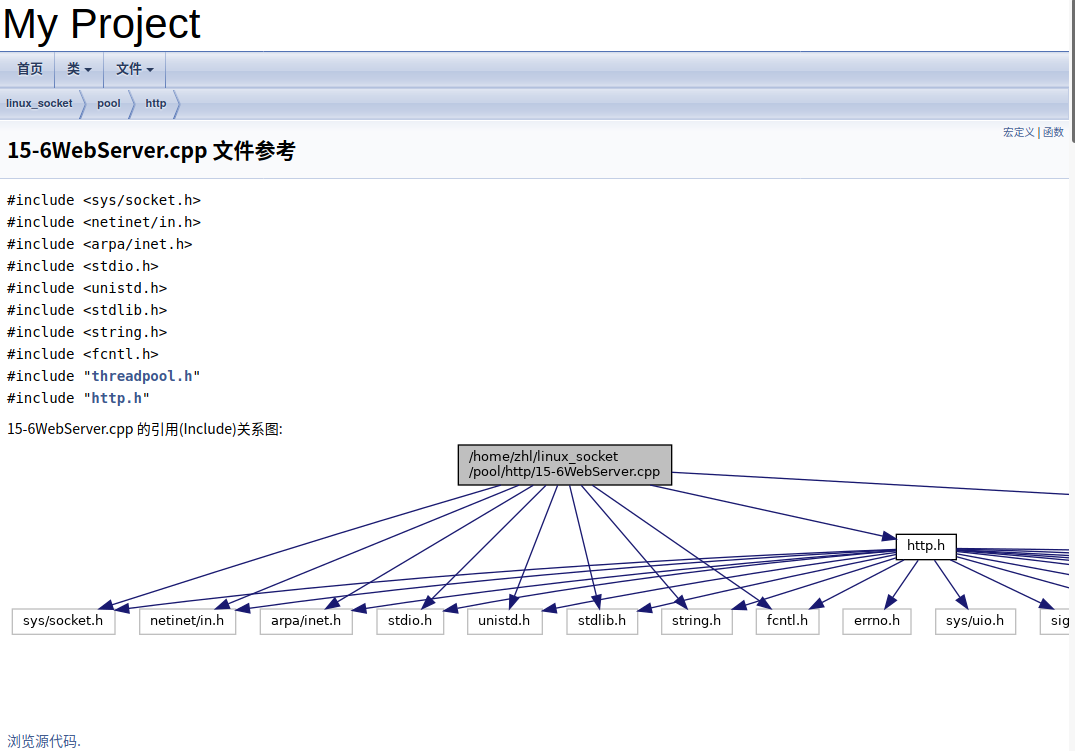 My Project
首页 类 文件
linux_socket pool http
宏定义 | 函数
15-6WebServer.cpp 文件参考
#include <sys/socket.h>
#include <netinet/in.h>
#include <arpa/inet.h>
#include <stdio.h>
#include <unistd.h>
#include <stdlib.h>
#include <string.h>
#include <fcntl.h>
#include "threadpool.h"
#include "http.h"
15-6WebServer.cpp 的引用(Include)关系图:
/home/zhl/linux_socket
/pool/http/15-6WebServer.cpp
http.h
sys/socket.h netinet/in.h arpa/inet.h stdio.h unistd.h stdlib.h string.h fcntl.h errno.h sys/uio.h sig
浏览源代码.